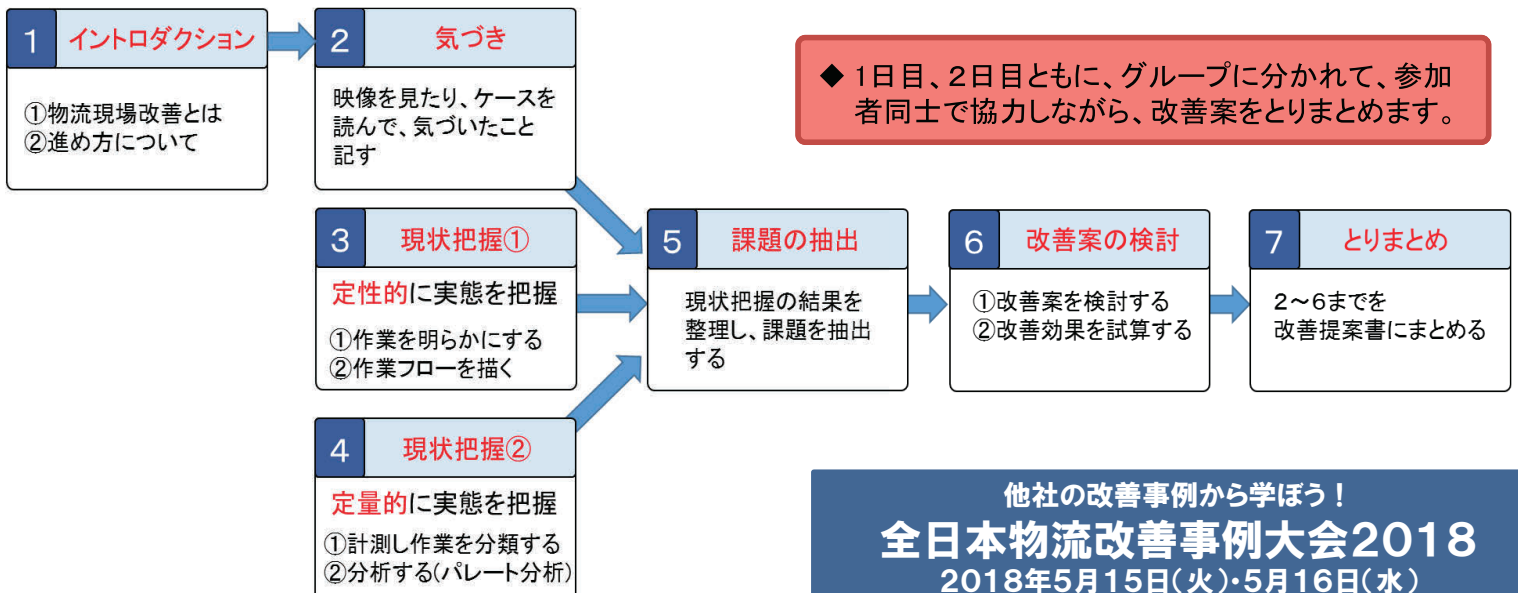 1 イントロダクション
①物流現場改善とは
②進め方について
2 気づき
映像を見たり、ケースを
読んで、気づいたこと
記す
◆ 1日目、2日目ともに、グループに分かれて、参加
者同士で協力しながら、改善案をとりまとめます。
3 現状把握①
定性的に実態を把握
①作業を明らかにする
②作業フローを描く
4 現状把握②
定量的に実態を把握
①計測し作業を分類する
②分析する(パレート分析)
5 課題の抽出
現状把握の結果を
整理し、課題を抽出
する
6 改善案の検討
①改善案を検討する
②改善効果を試算する
7 とりまとめ
2~6までを
改善提案書にまとめる
他社の改善事例から学ぼう!
全日本物流改善事例大会2018
2018年5月15日(火)・5月16日(水)